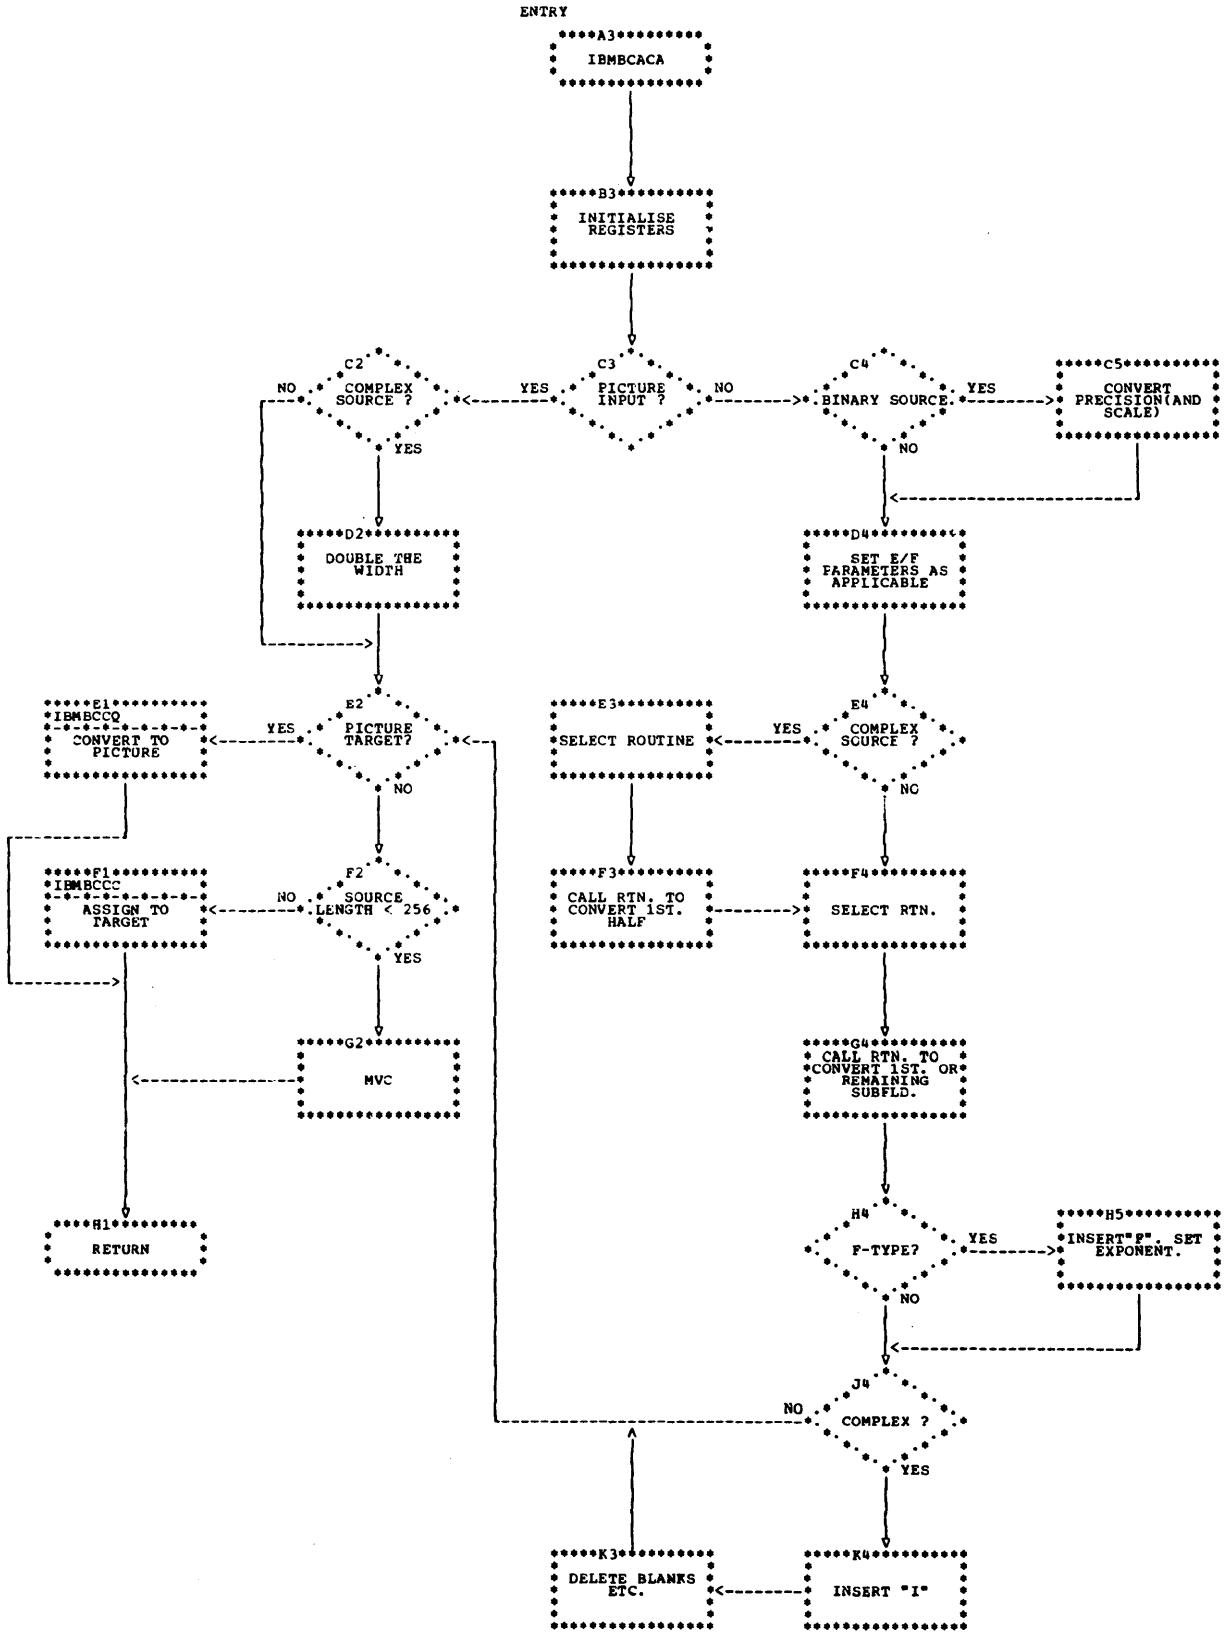 ENTRY
A3
IBMBCACA
B3
INITIALISE
REGISTERS
C2
COMPLEX
SOURCE ?
NO
YES
C3
PICTURE
INPUT ?
YES
NO
C4
BINARY SOURCE
YES
NO
C5
CONVERT
PRECISION(AND
SCALE)
D2
DOUBLE THE
WIDTH
D4
SET E/F
PARAMETERS AS
APPLICABLE
E1
IBMBCCQ
CONVERT TO
PICTURE
E2
PICTURE
TARGET?
YES
NO
E3
SELECT ROUTINE
E4
COMPLEX
SOURCE ?
YES
NO
F1
IBMBCCC
ASSIGN TO
TARGET
F2
SOURCE
LENGTH < 256
NO
YES
F3
CALL RTN. TO
CONVERT 1ST.
HALF
F4
SELECT RTN.
G2
MVC
G4
CALL RTN. TO
CONVERT 1ST. OR
REMAINING
SUBFLD.
H1
RETURN
H4
F-TYPE?
YES
NO
H5
INSERT"F". SET
EXPONENT.
J4
COMPLEX ?
NO
YES
K3
DELETE BLANKS
ETC.
K4
INSERT "I"